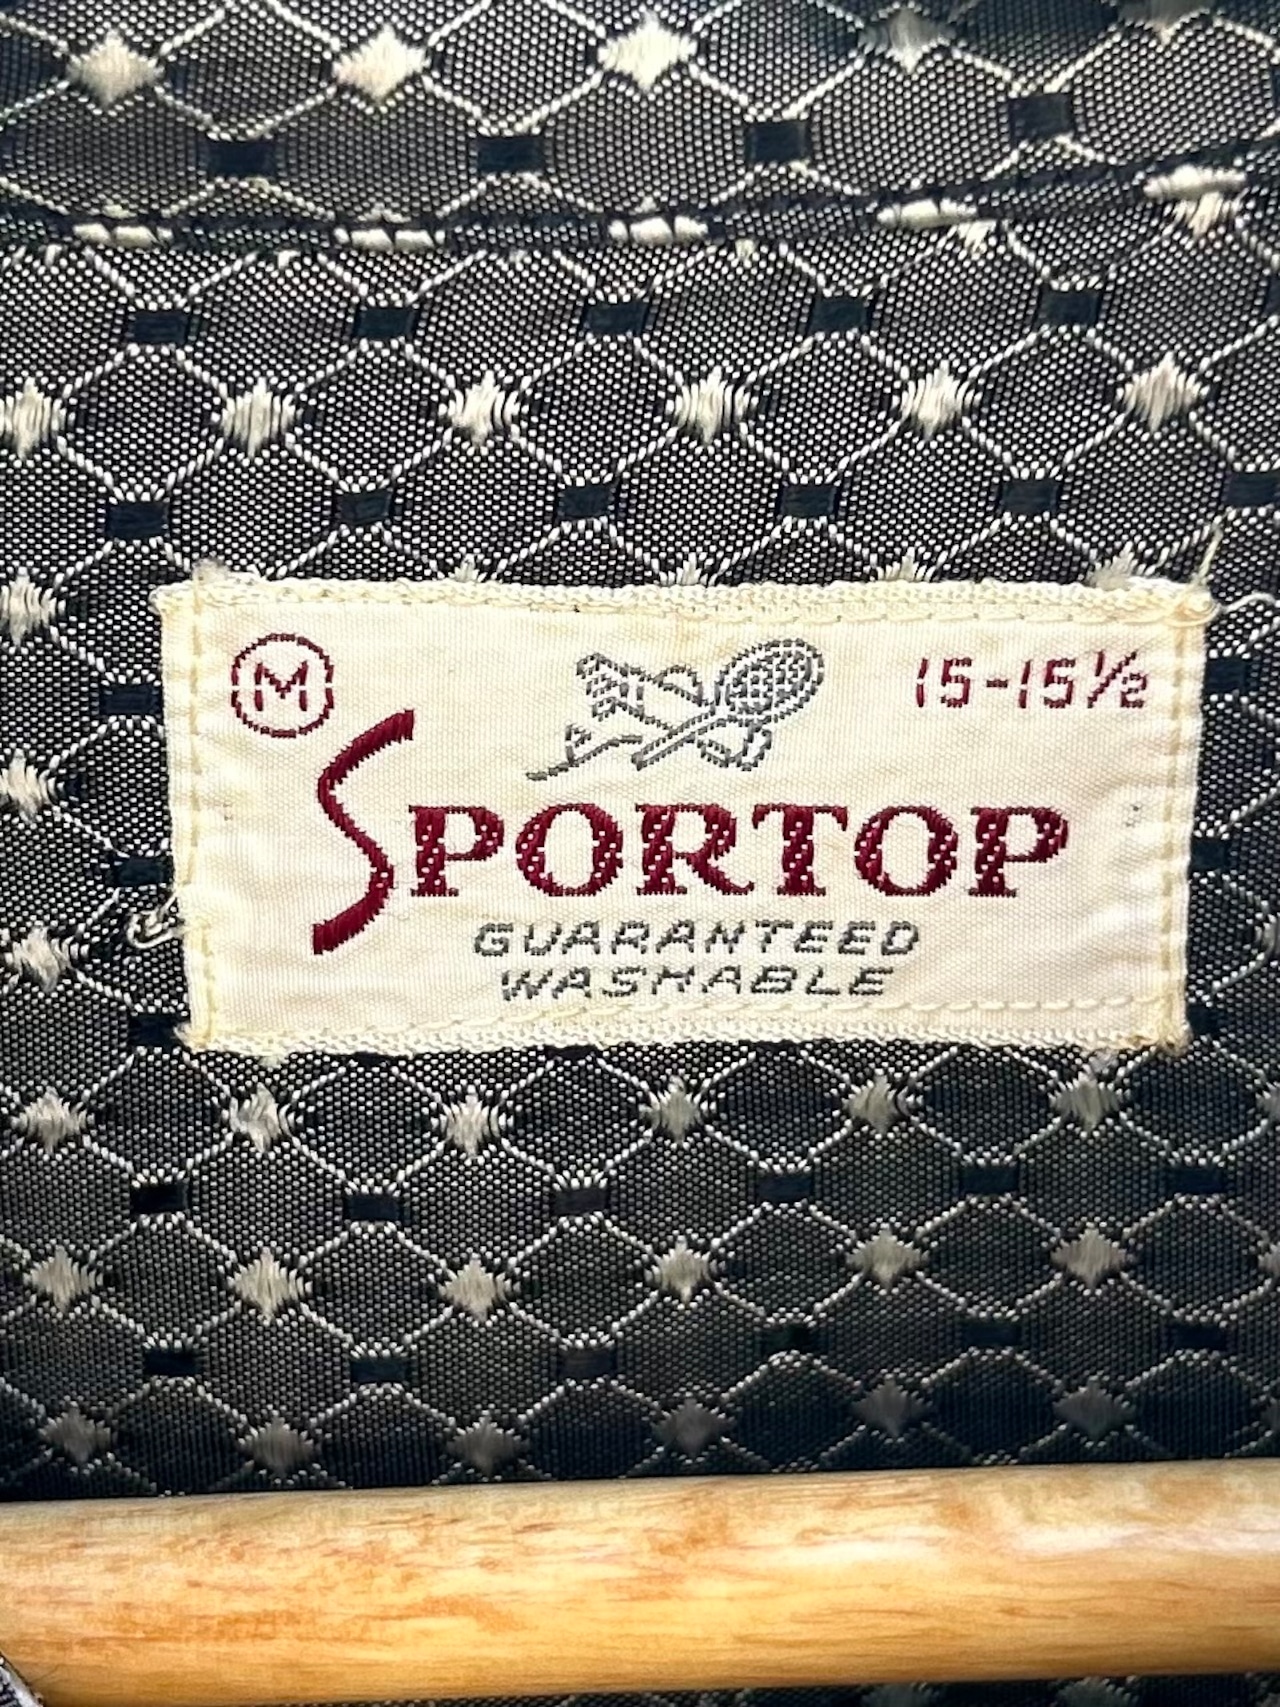 M
15-15½
SPORTOP
GUARANTEED
WASHABLE